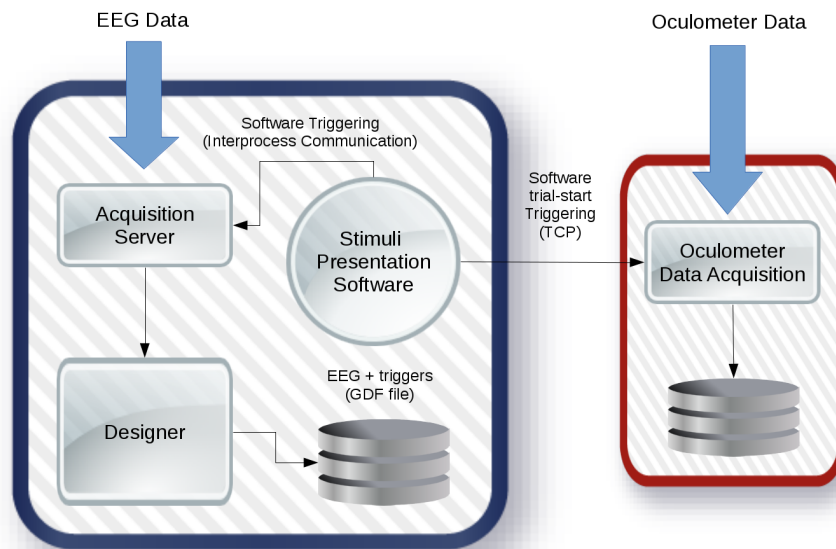 EEG Data
Oculometer Data
Software Triggering
(Interprocess Communication)
Acquisition
Server
Stimuli
Presentation
Software
Software
trial-start
Triggering
(TCP)
Oculometer
Data Acquisition
EEG + triggers
(GDF file)
Designer